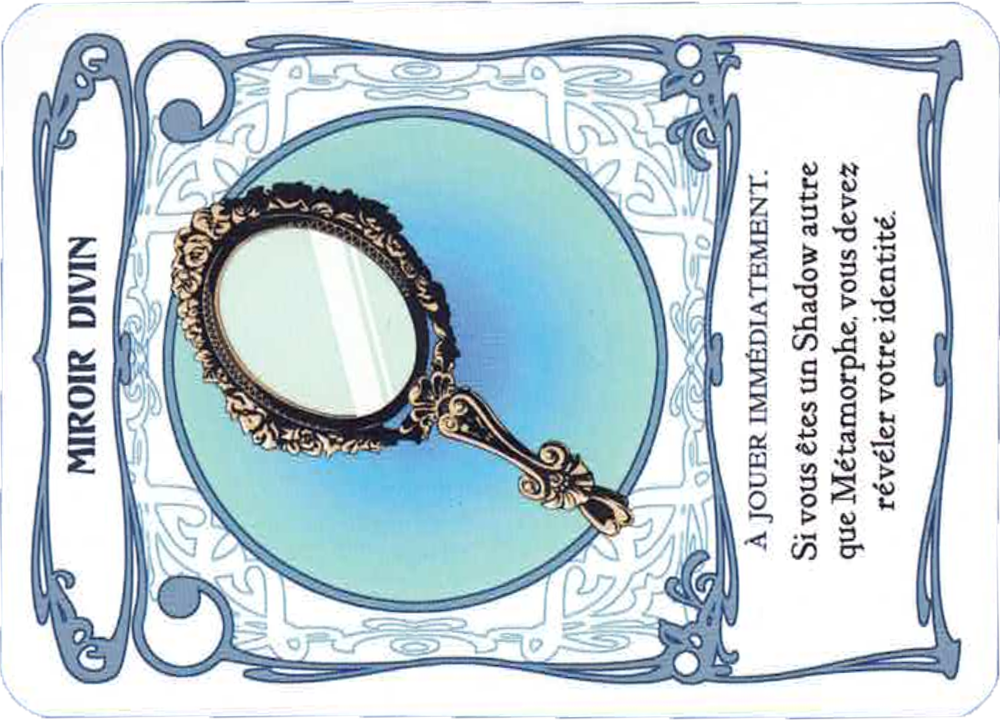 MIROIR DIVIN
À JOUER IMMÉDIATEMENT.
Si vous êtes un Shadow autre
que Métamorphe, vous devez
révéler votre identité.